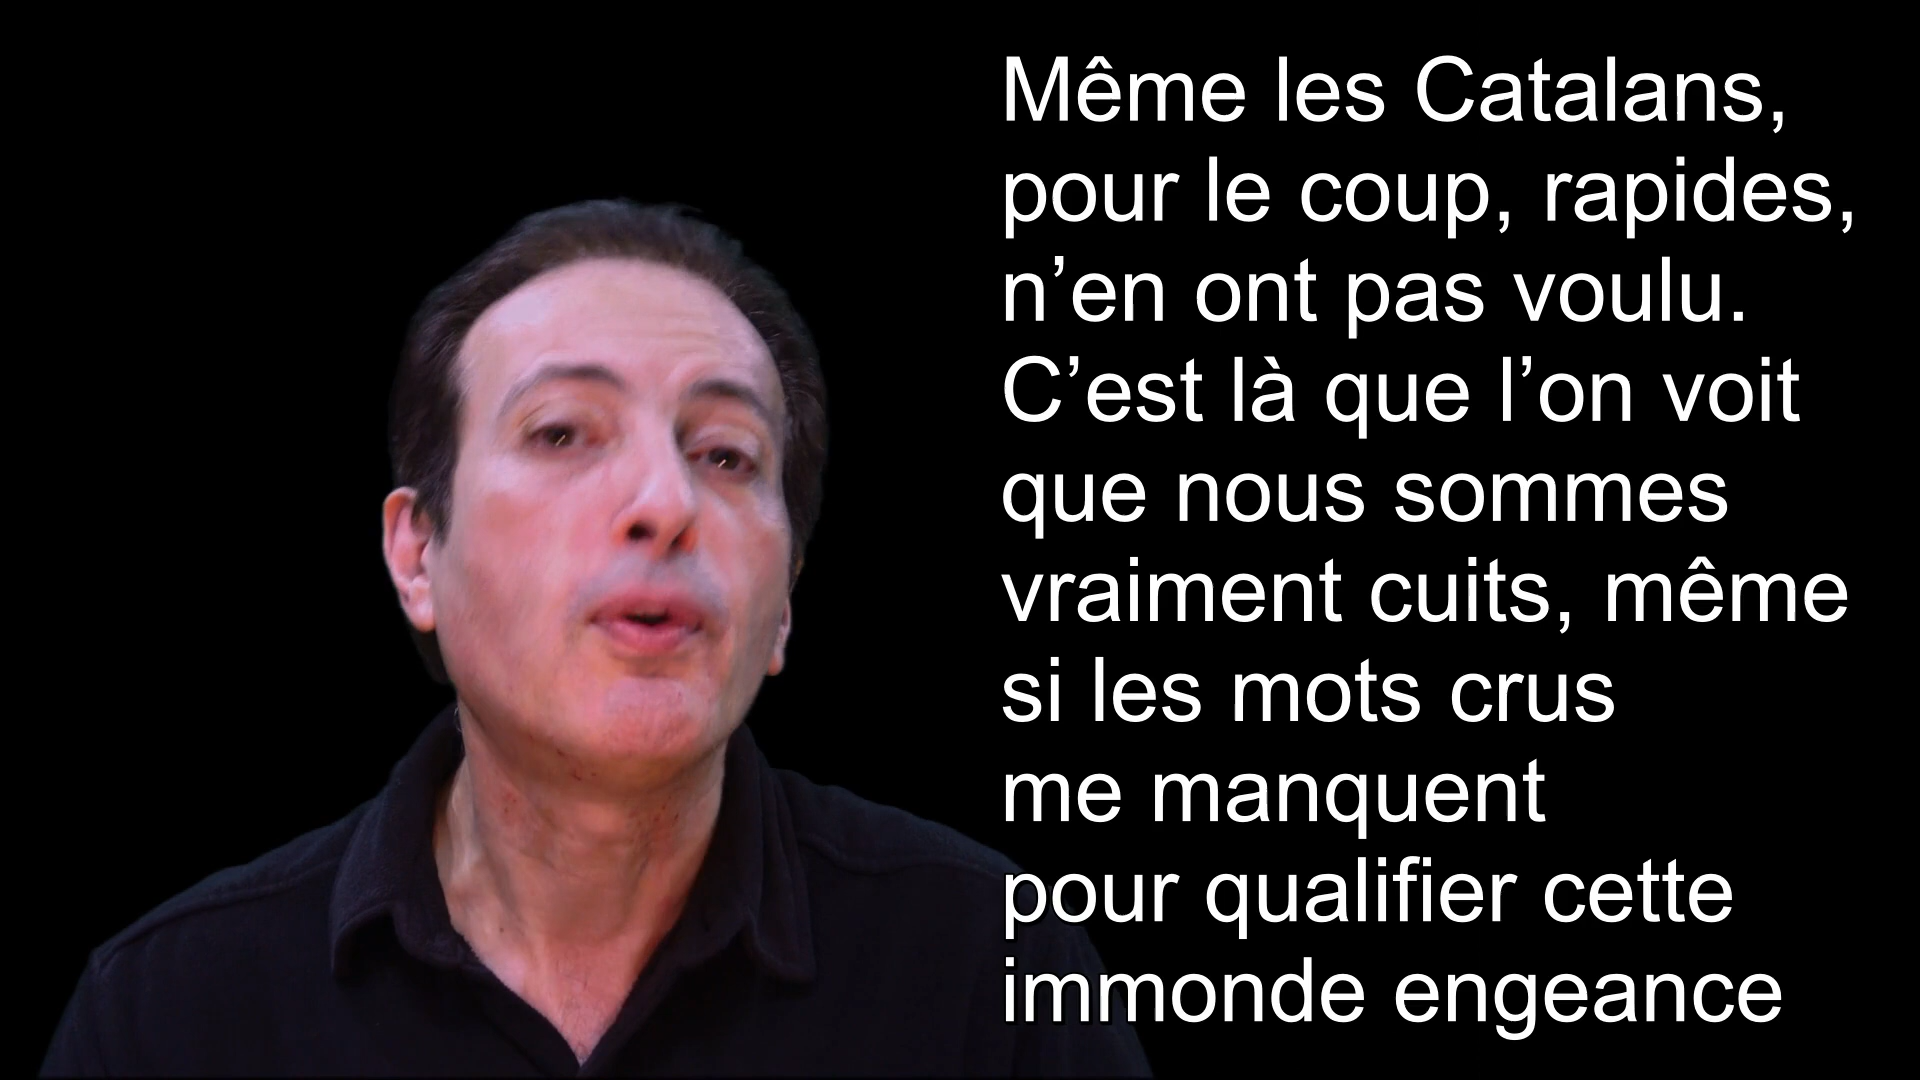 Même les Catalans,
pour le coup, rapides,
n’en ont pas voulu.
C’est là que l’on voit
que nous sommes
vraiment cuits, même
si les mots crus
me manquent
pour qualifier cette
immonde engeance